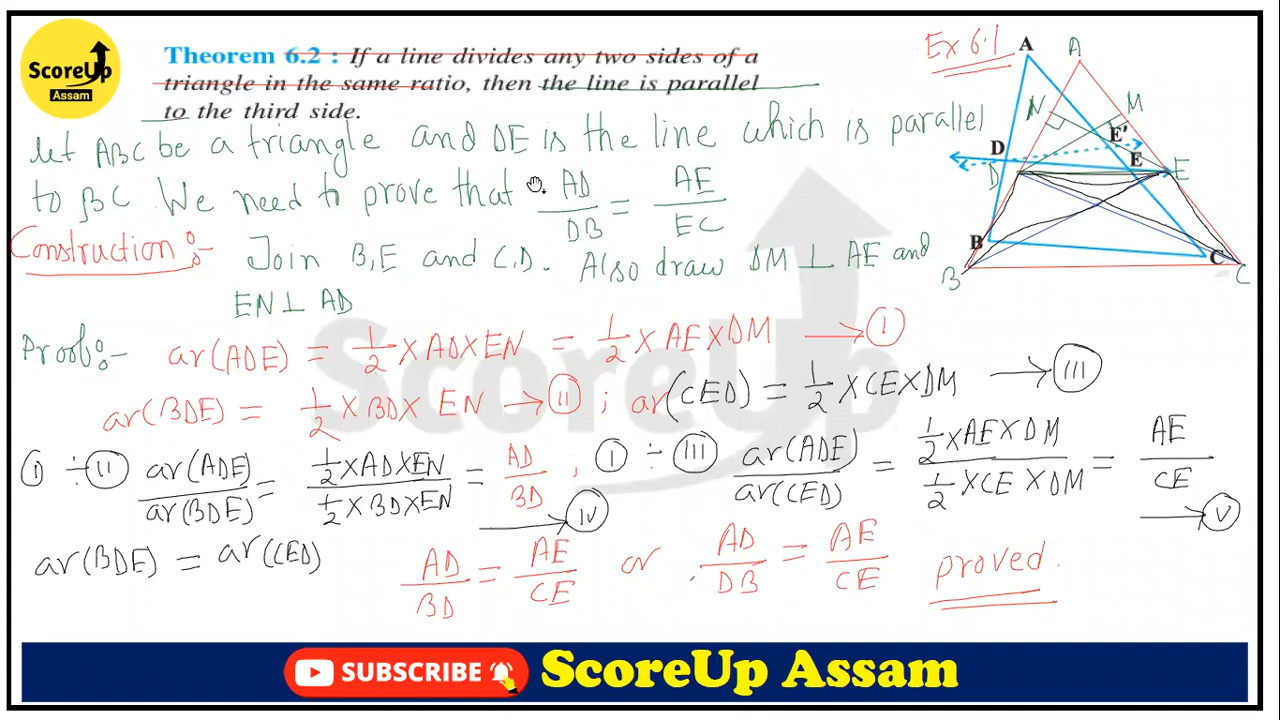 ScoreUp
Assam
Theorem 6.2 : If a line divides any two sides of a
triangle in the same ratio, then the line is parallel
to the third side.
Ex 6.1
A
A
N
M
E'
D
E
D
E
B
C
B
C
let ABC be a triangle and DE is the line which is parallel
to BC. We need to prove that AD/DB = AE/EC
Construction :- Join B,E and C,D. Also draw DM ⊥ AE and
EN ⊥ AD
Proof:- ar(ADE) = 1/2 × AD × EN = 1/2 × AE × DM → I
ar(BDE) = 1/2 × BD × EN → II ; ar(CED) = 1/2 × CE × DM → III
I ÷ II ar(ADE)/ar(BDE) = 1/2 × AD × EN / 1/2 × BD × EN = AD/BD → IV ; I ÷ III ar(ADE)/ar(CED) = 1/2 × AE × DM / 1/2 × CE × DM = AE/CE → V
ar(BDE) = ar(CED) AD/BD = AE/CE or AD/DB = AE/CE proved.
ScoreUp
SUBSCRIBE ScoreUp Assam